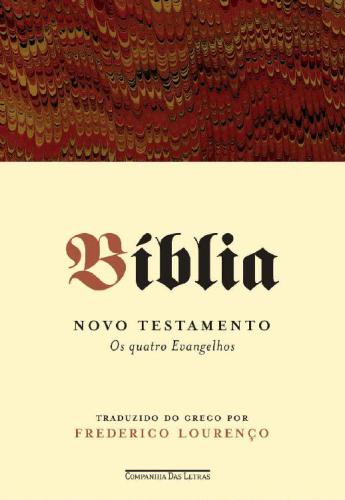 Bíblia
NOVO TESTAMENTO
Os quatro Evangelhos
TRADUZIDO DO GREGO POR
FREDERICO LOURENÇO
COMPANHIA DAS LETRAS